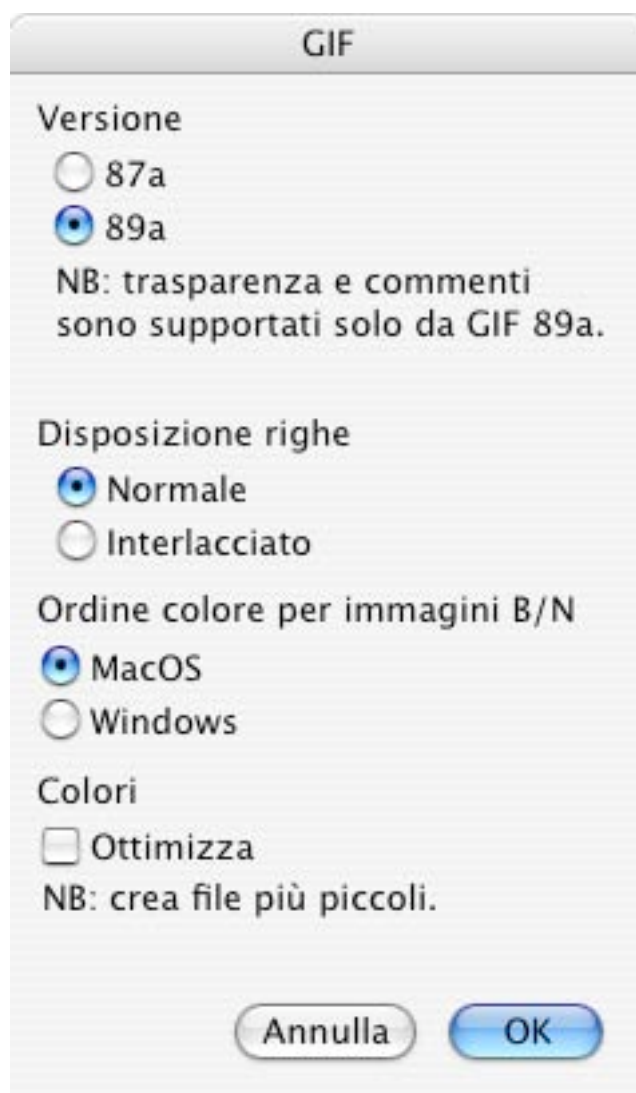 GIF
Versione
87a
89a
NB: trasparenza e commenti
sono supportati solo da GIF 89a.
Disposizione righe
Normale
Interlacciato
Ordine colore per immagini B/N
MacOS
Windows
Colori
Ottimizza
NB: crea file più piccoli.
Annulla OK